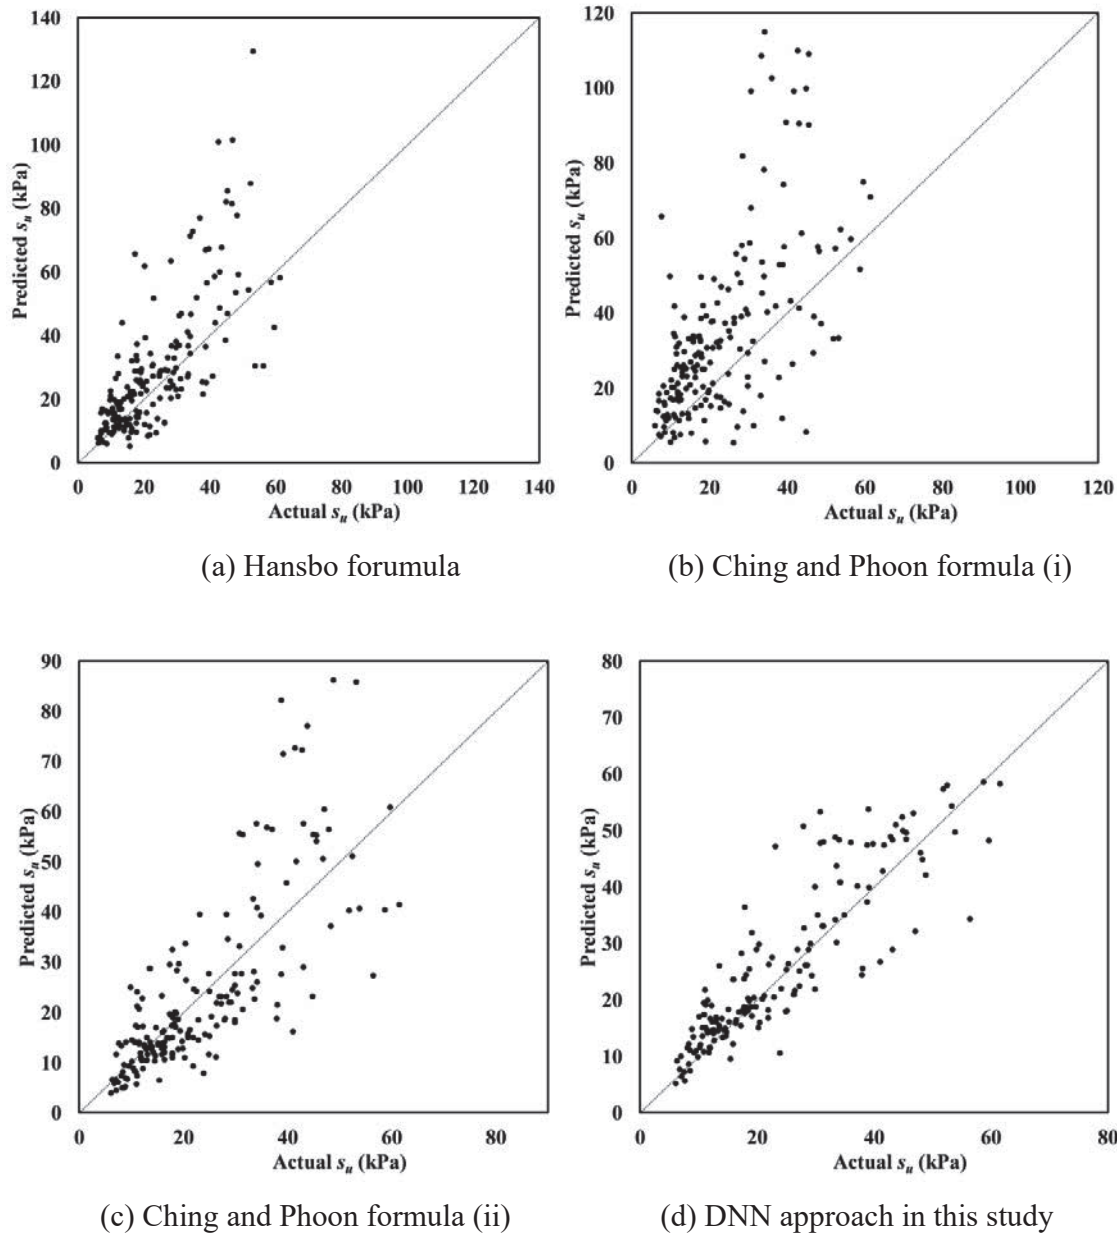 140
120
100
80
60
40
20
0
0 20 40 60 80 100 120 140
Predicted su (kPa)
Actual su (kPa)
(a) Hansbo forumula
120
100
80
60
40
20
0
0 20 40 60 80 100 120
Predicted su (kPa)
Actual su (kPa)
(b) Ching and Phoon formula (i)
90
80
70
60
50
40
30
20
10
0
0 20 40 60 80
Predicted su (kPa)
Actual su (kPa)
(c) Ching and Phoon formula (ii)
80
70
60
50
40
30
20
10
0
0 20 40 60 80
Predicted su (kPa)
Actual su (kPa)
(d) DNN approach in this study